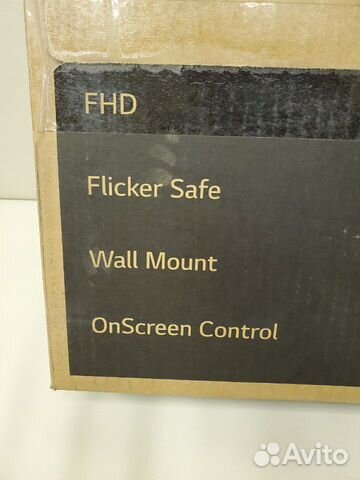 FHD
Flicker Safe
Wall Mount
OnScreen Control
Avito